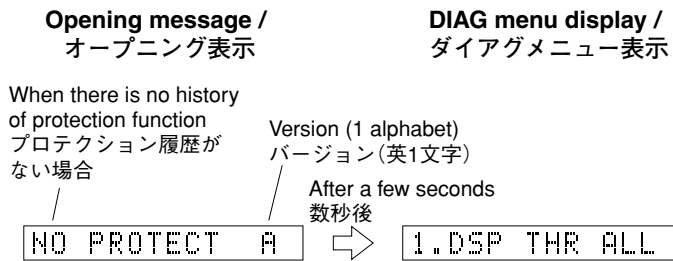 Opening message /
オープニング表示
DIAG menu display /
ダイアグメニュー表示
When there is no history
of protection function
プロテクション履歴が
ない場合
Version (1 alphabet)
バージョン（英1文字）
After a few seconds
数秒後
NO PROTECT A
1.DSP THR ALL